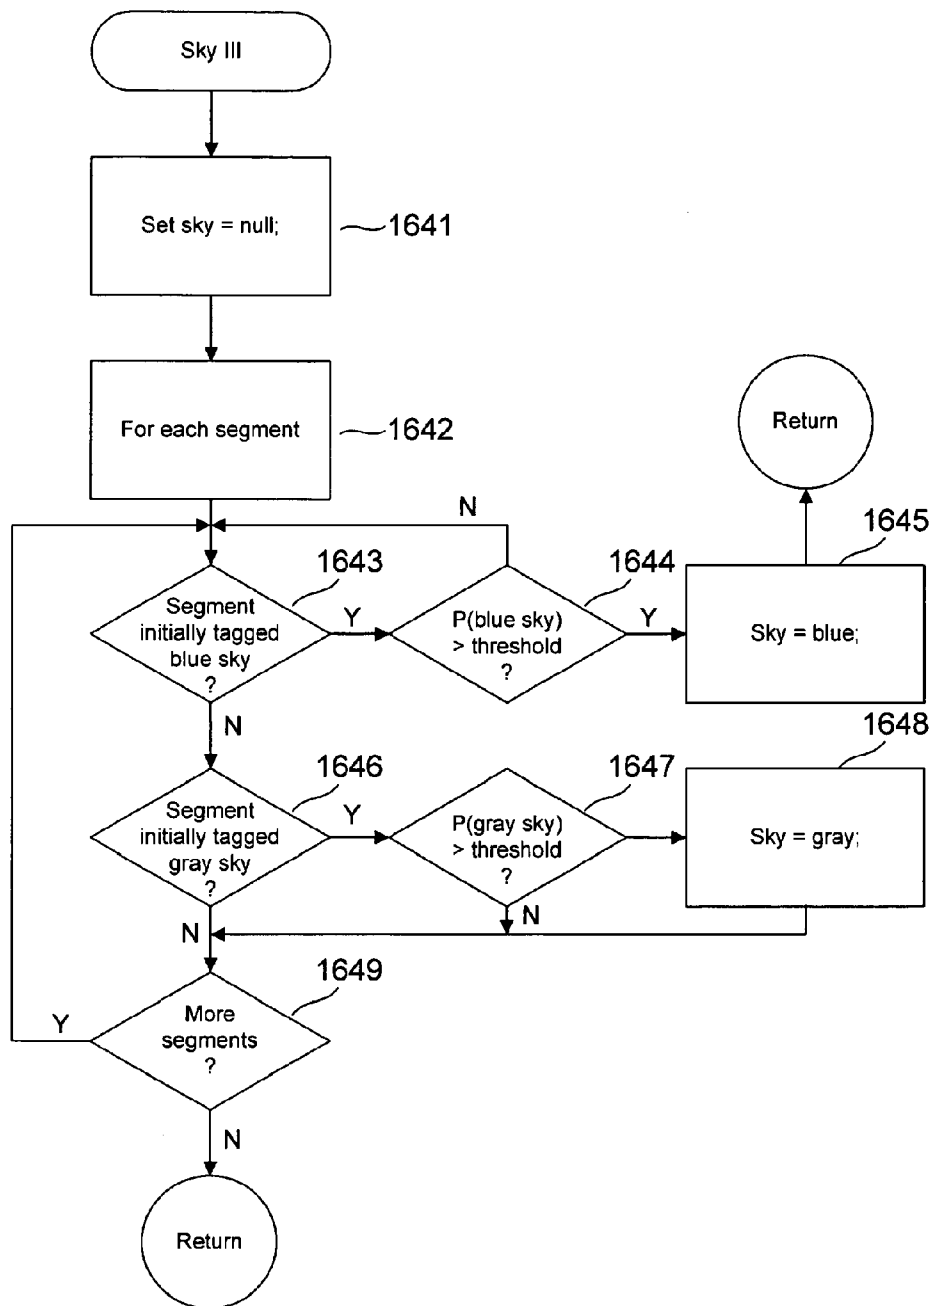 Sky III
Set sky = null;
1641
For each segment
1642
Return
N
1645
1643
1644
Segment
initially tagged
blue sky
?
Y
P(blue sky)
> threshold
?
Y
Sky = blue;
N
1648
1646
1647
Segment
initially tagged
gray sky
?
Y
P(gray sky)
> threshold
?
Sky = gray;
N
N
1649
More
segments
?
Y
N
Return